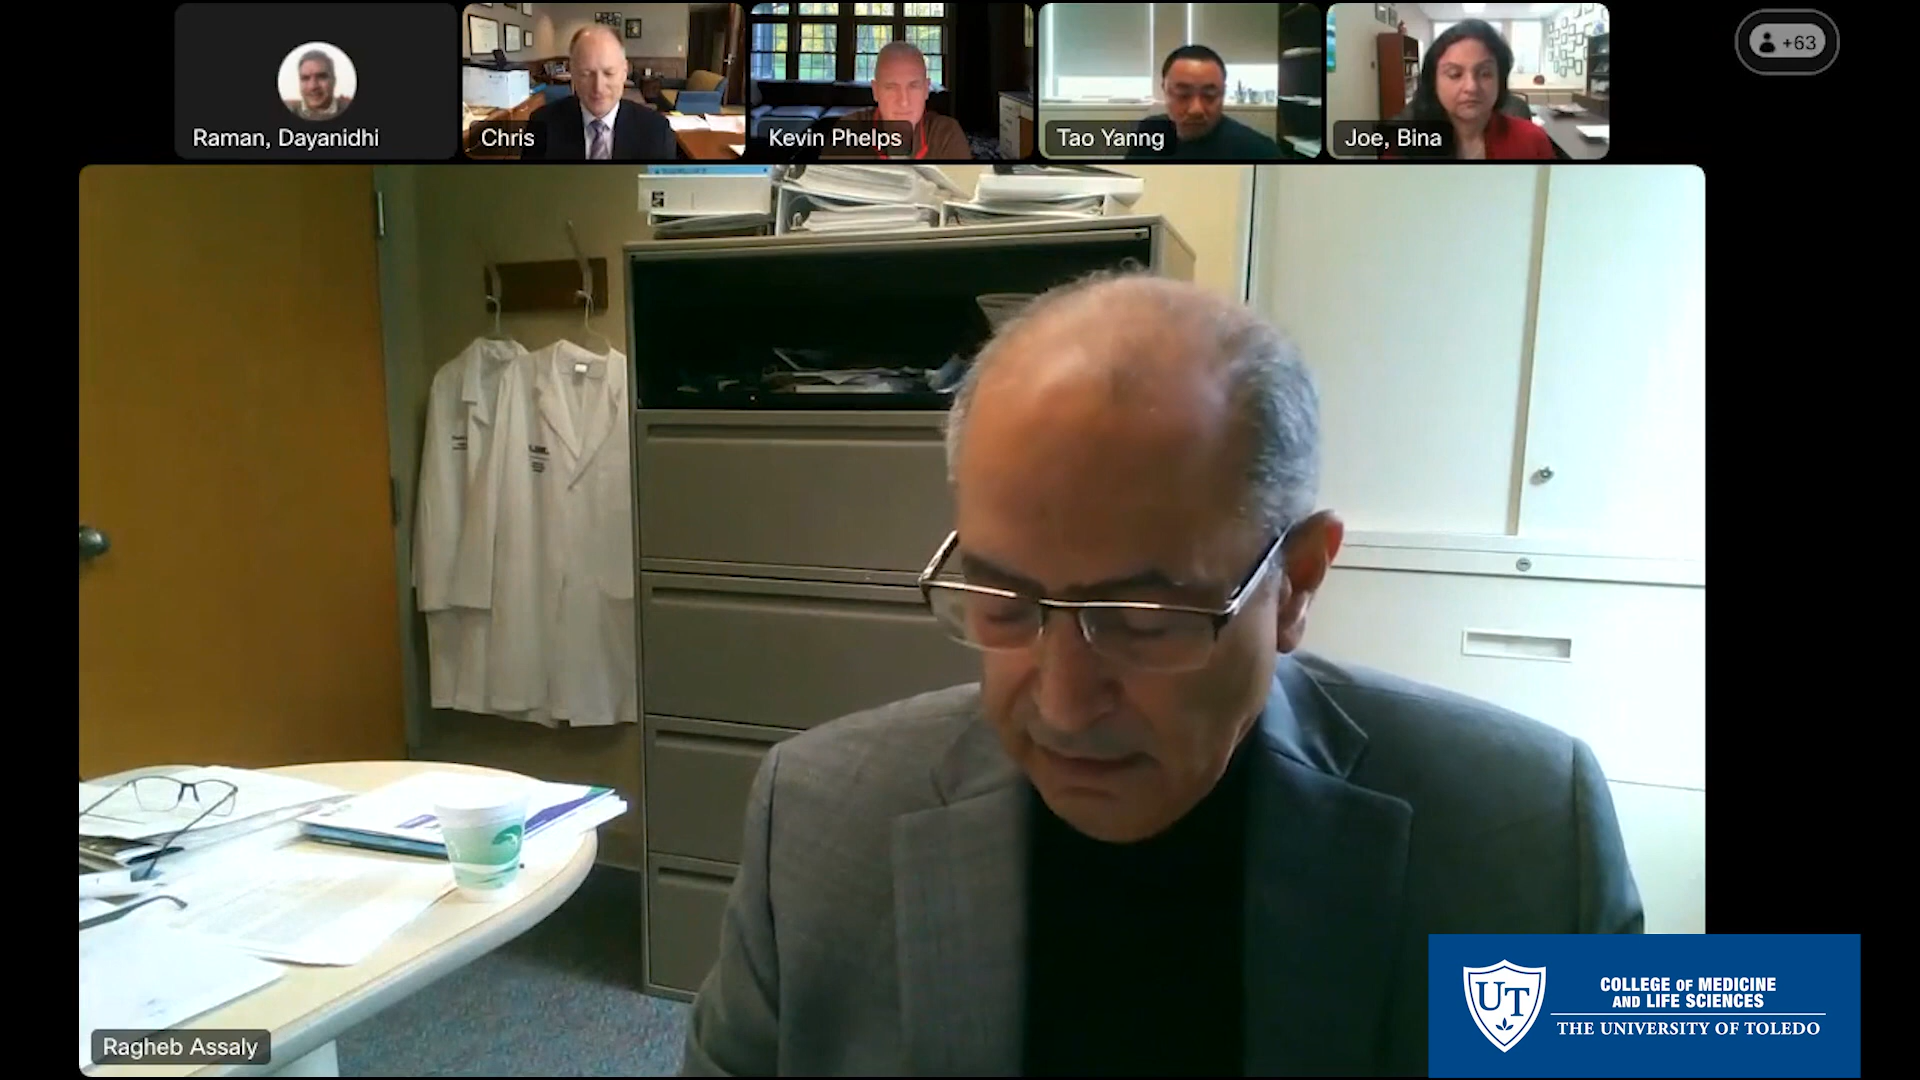 Raman, Dayanidhi
Chris
Kevin Phelps
Tao Yanng
Joe, Bina
+63
Ragheb Assaly
UT
COLLEGE OF MEDICINE
AND LIFE SCIENCES
THE UNIVERSITY OF TOLEDO